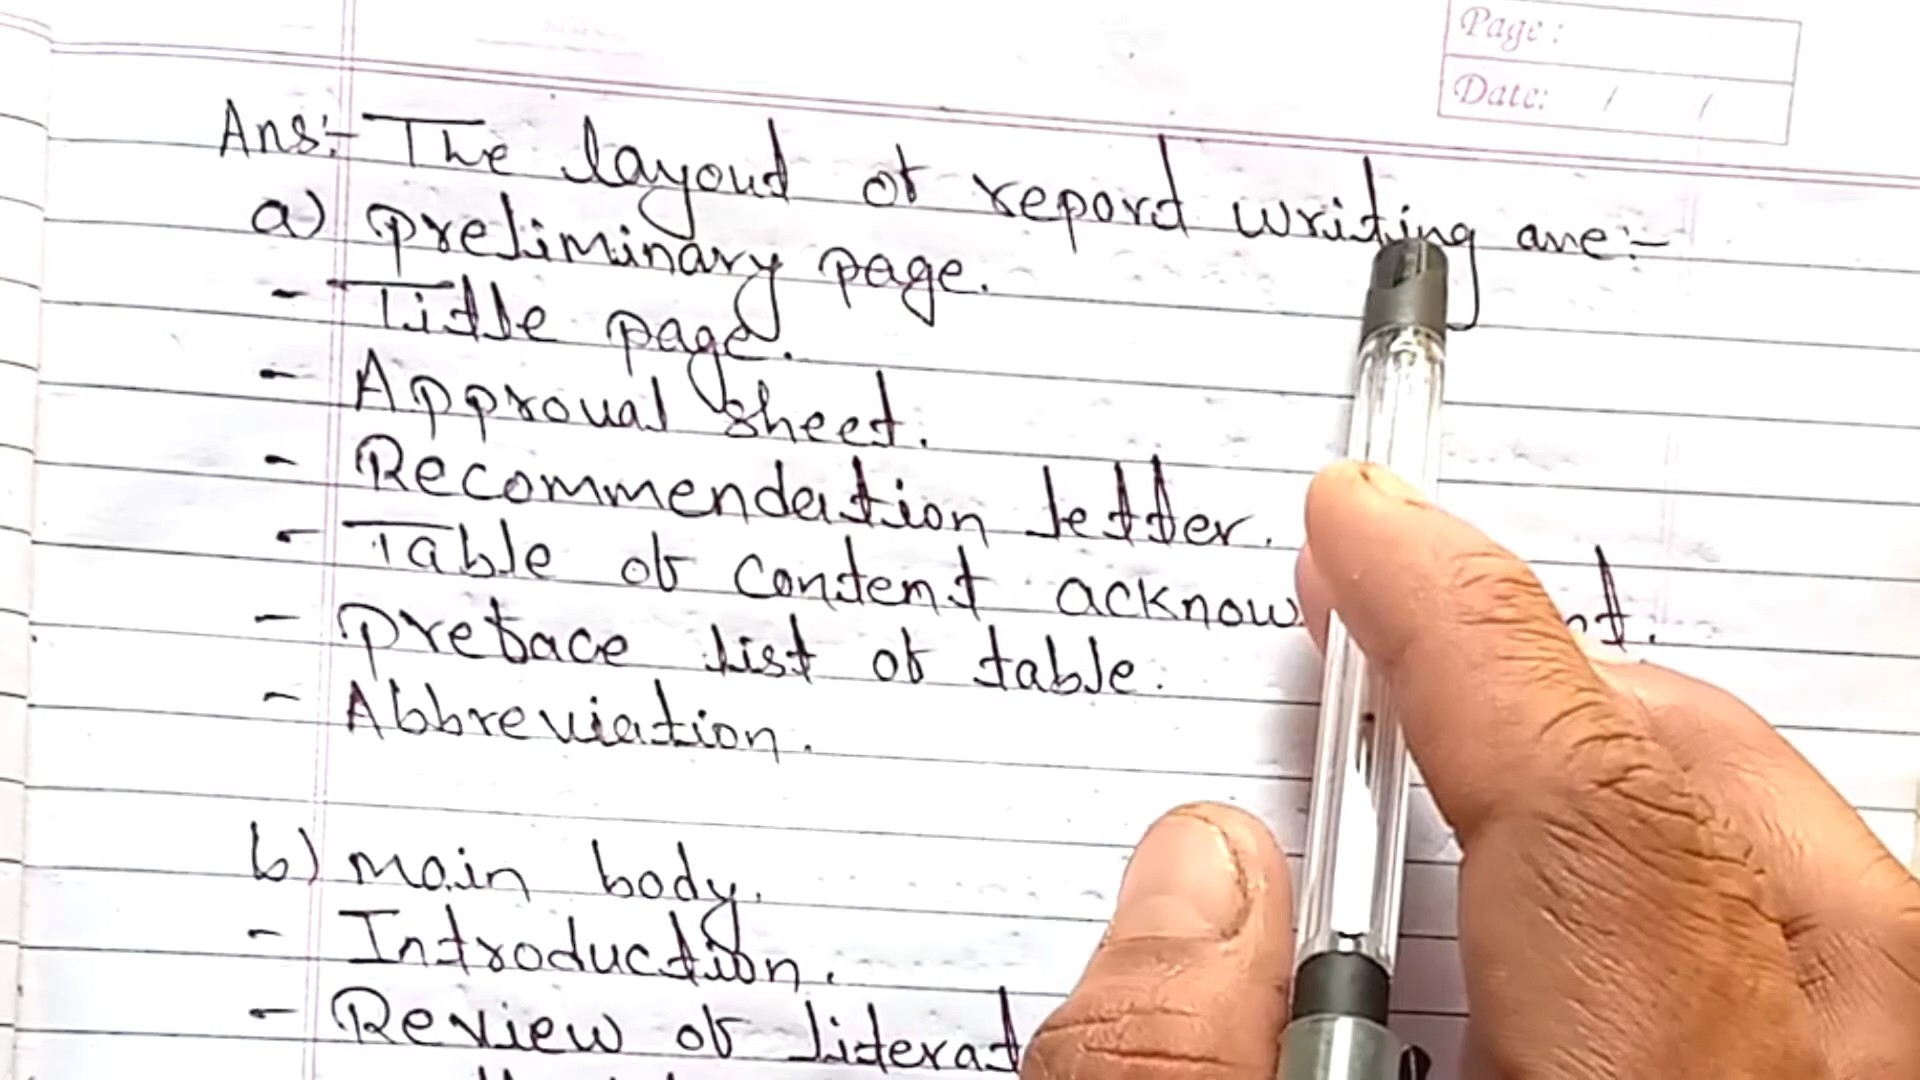 Page:
Date: / /
Ans:- The layout of report writing are:-
a) Preliminary page.
- Title page.
- Approval sheet.
- Recommendation letter.
- Table of content
- Preface list of table.
- Abbreviation.
b) main body.
- Introduction.
- Review of